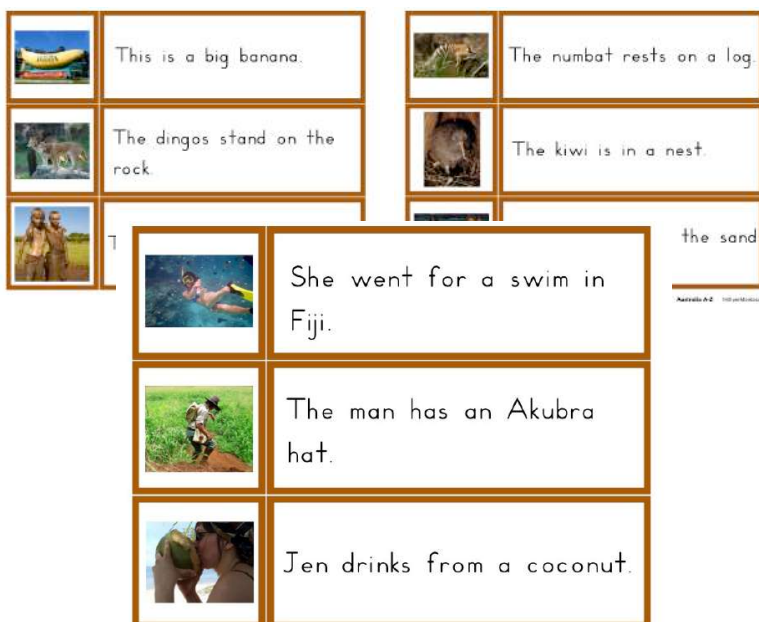 This is a big banana.
The dingos stand on the
rock.
The numbat rests on a log.
The kiwi is in a nest.
the sand
Australia A-Z
She went for a swim in
Fiji.
The man has an Akubra
hat.
Jen drinks from a coconut.